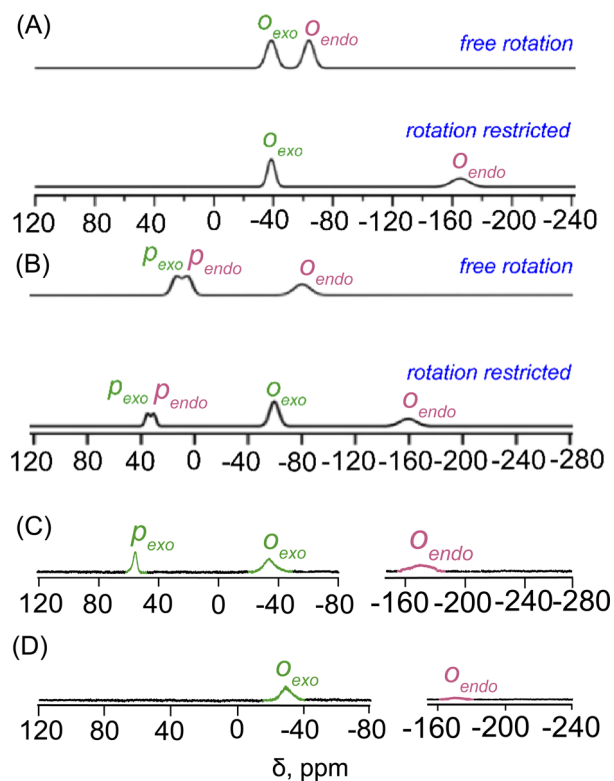 (A)
o exo o endo free rotation
rotation restricted
o exo o endo
120 80 40 0 -40 -80 -120 -160 -200 -240
(B)
p exo p endo o endo free rotation
rotation restricted
p exo p endo o exo o endo
120 80 40 0 -40 -80 -120 -160 -200 -240 -280
(C)
p exo o exo o endo
120 80 40 0 -40 -80 -160 -200 -240 -280
(D)
o exo o endo
120 80 40 0 -40 -80 -160 -200 -240 -280
δ, ppm